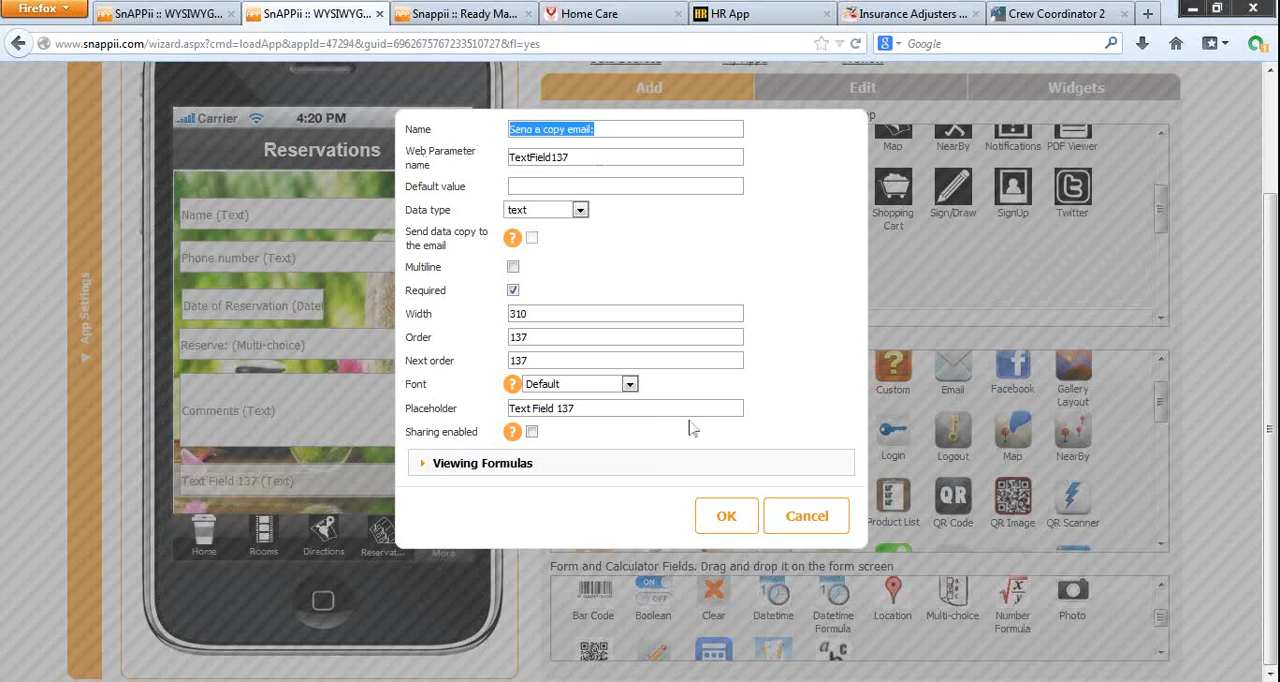 Firefox
SnAPPii :: WYSIWYG...
SnAPPii :: WYSIWYG...
Snappii :: Ready Ma...
Home Care
HR App
Insurance Adjusters ...
Crew Coordinator 2
www.snappii.com/wizard.aspx?cmd=loadApp&appId=47294&guid=6962675767233510727&fl=yes
Google
Add
Edit
Widgets
App Settings
Carrier
4:20 PM
Reservations
Name (Text)
Phone number (Text)
Date of Reservation (Date
Reserve: (Multi-choice)
Comments (Text)
Text Field 137 (Text)
Home
Rooms
Directions
Reservat...
More
Name
Send a copy email:
Web Parameter
name
TextField137
Default value
Data type
text
Send data copy to
the email
?
Multiline
Required
Width
310
Order
137
Next order
137
Font
?
Default
Placeholder
Text Field 137
Sharing enabled
?
Viewing Formulas
OK
Cancel
Map
NearBy
Notifications
PDF Viewer
Shopping
Cart
Sign/Draw
SignUp
Twitter
Custom
Email
Facebook
Gallery
Layout
Login
Logout
Map
NearBy
Product List
QR
QR Code
QR Image
QR Scanner
Form and Calculator Fields. Drag and drop it on the form screen
ON
OFF
Bar Code
Boolean
Clear
Datetime
Datetime
Formula
Location
Multi-choice
Number
Formula
Photo